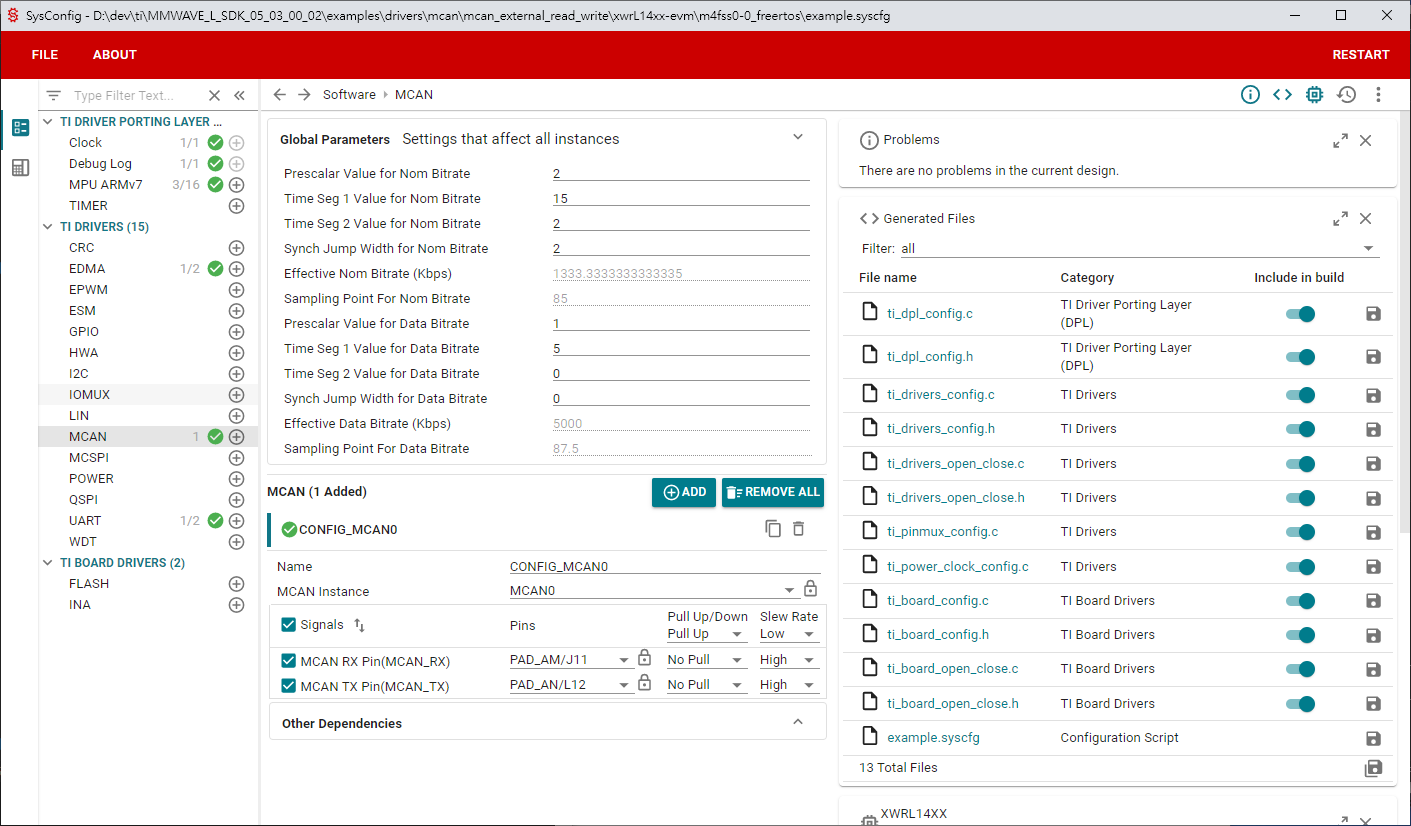 SysConfig - D:\dev\ti\MMWAVE_L_SDK_05_03_00_02\examples\drivers\mcan\mcan_external_read_write\xwrL14xx-evm\m4fss0-0_freertos\example.syscfg
FILE ABOUT RESTART
Type Filter Text...
TI DRIVER PORTING LAYER ...
Clock 1/1
Debug Log 1/1
MPU ARMv7 3/16
TIMER
TI DRIVERS (15)
CRC
EDMA 1/2
EPWM
ESM
GPIO
HWA
I2C
IOMUX
LIN
MCAN 1
MCSPI
POWER
QSPI
UART 1/2
WDT
TI BOARD DRIVERS (2)
FLASH
INA
Software MCAN
Global Parameters Settings that affect all instances
Prescalar Value for Nom Bitrate 2
Time Seg 1 Value for Nom Bitrate 15
Time Seg 2 Value for Nom Bitrate 2
Synch Jump Width for Nom Bitrate 2
Effective Nom Bitrate (Kbps) 1333.3333333333335
Sampling Point For Nom Bitrate 85
Prescalar Value for Data Bitrate 1
Time Seg 1 Value for Data Bitrate 5
Time Seg 2 Value for Data Bitrate 0
Synch Jump Width for Data Bitrate 0
Effective Data Bitrate (Kbps) 5000
Sampling Point For Data Bitrate 87.5
MCAN (1 Added) ADD REMOVE ALL
CONFIG_MCAN0
Name CONFIG_MCAN0
MCAN Instance MCAN0
Signals Pins Pull Up/Down Slew Rate
Pull Up Low
MCAN RX Pin(MCAN_RX) PAD_AM/J11 No Pull High
MCAN TX Pin(MCAN_TX) PAD_AN/L12 No Pull High
Other Dependencies
Problems
There are no problems in the current design.
Generated Files
Filter: all
File name Category Include in build
ti_dpl_config.c TI Driver Porting Layer
(DPL)
ti_dpl_config.h TI Driver Porting Layer
(DPL)
ti_drivers_config.c TI Drivers
ti_drivers_config.h TI Drivers
ti_drivers_open_close.c TI Drivers
ti_drivers_open_close.h TI Drivers
ti_pinmux_config.c TI Drivers
ti_power_clock_config.c TI Drivers
ti_board_config.c TI Board Drivers
ti_board_config.h TI Board Drivers
ti_board_open_close.c TI Board Drivers
ti_board_open_close.h TI Board Drivers
example.syscfg Configuration Script
13 Total Files
XWRL14XX